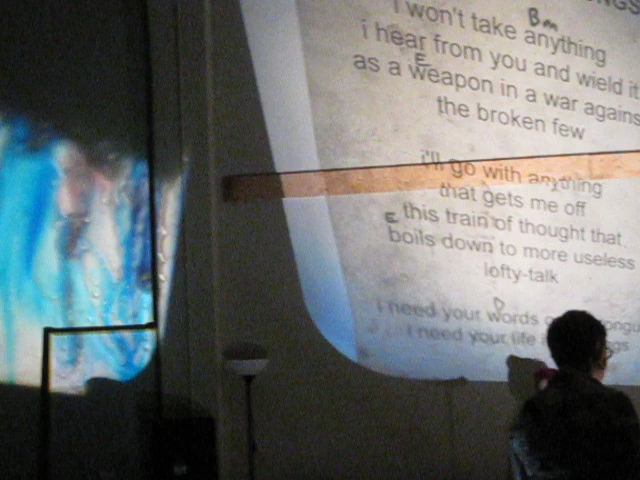 NGS
i won't take anything
Bm
i hear from you and wield it
E
as a weapon in a war agains
the broken few
i'll go with anything
that gets me off
E
this train of thought that
boils down to more useless
lofty-talk
D
i need your words
i need your life